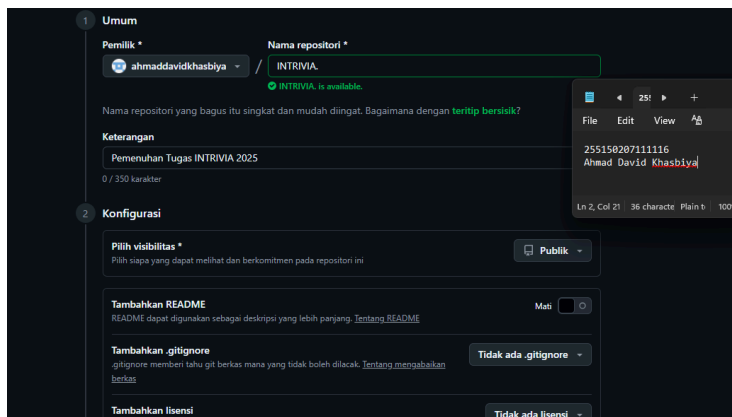 1 Umum
Pemilik * Nama repositori *
ahmaddavidkhasbiya / INTRIVIA.
INTRIVIA. is available.
Nama repositori yang bagus itu singkat dan mudah diingat. Bagaimana dengan teritip bersisik?
Keterangan
Pemenuhan Tugas INTRIVIA 2025
0 / 350 karakter
2 Konfigurasi
Pilih visibilitas *
Pilih siapa yang dapat melihat dan berkomitmen pada repositori ini
Publik
Tambahkan README
README dapat digunakan sebagai deskripsi yang lebih panjang. Tentang README
Mati
Tambahkan .gitignore
.gitignore memberi tahu git berkas mana yang tidak boleh dilacak. Tentang mengabaikan
berkas
Tidak ada .gitignore
Tambahkan lisensi
Tidak ada lisensi
255
File Edit View
255150207111116
Ahmad David Khasbiya
Ln 2, Col 21 36 characte Plain t 100%